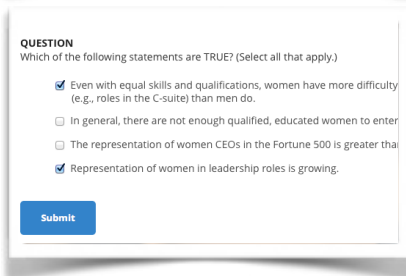 QUESTION
Which of the following statements are TRUE? (Select all that apply.)
Even with equal skills and qualifications, women have more difficulty
(e.g., roles in the C-suite) than men do.
In general, there are not enough qualified, educated women to enter
The representation of women CEOs in the Fortune 500 is greater
Representation of women in leadership roles is growing.
Submit